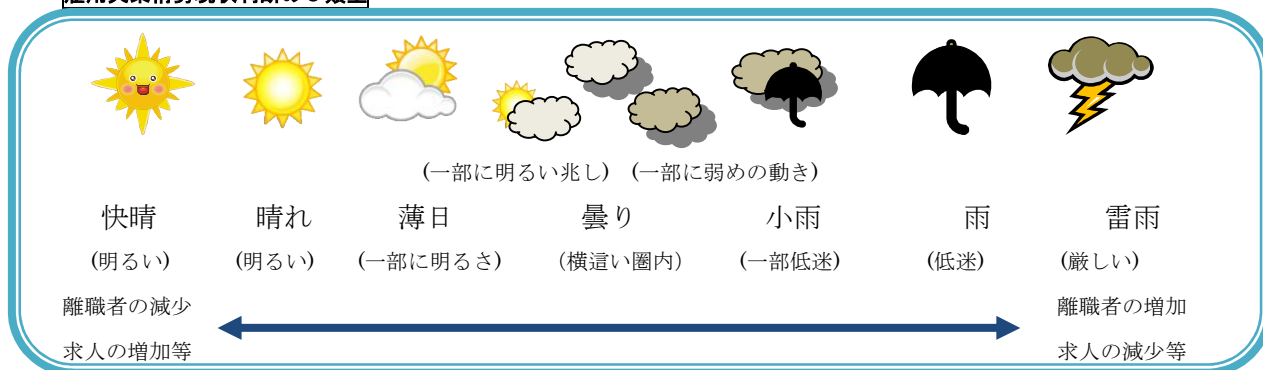 (一部に明るい兆し) (一部に弱めの動き)
快晴 晴れ 薄日 曇り 小雨 雨 雷雨
(明るい) (明るい) (一部に明るさ) (横這い圏内) (一部低迷) (低迷) (厳しい)
離職者の減少 離職者の増加
求人の増加等 求人の減少等